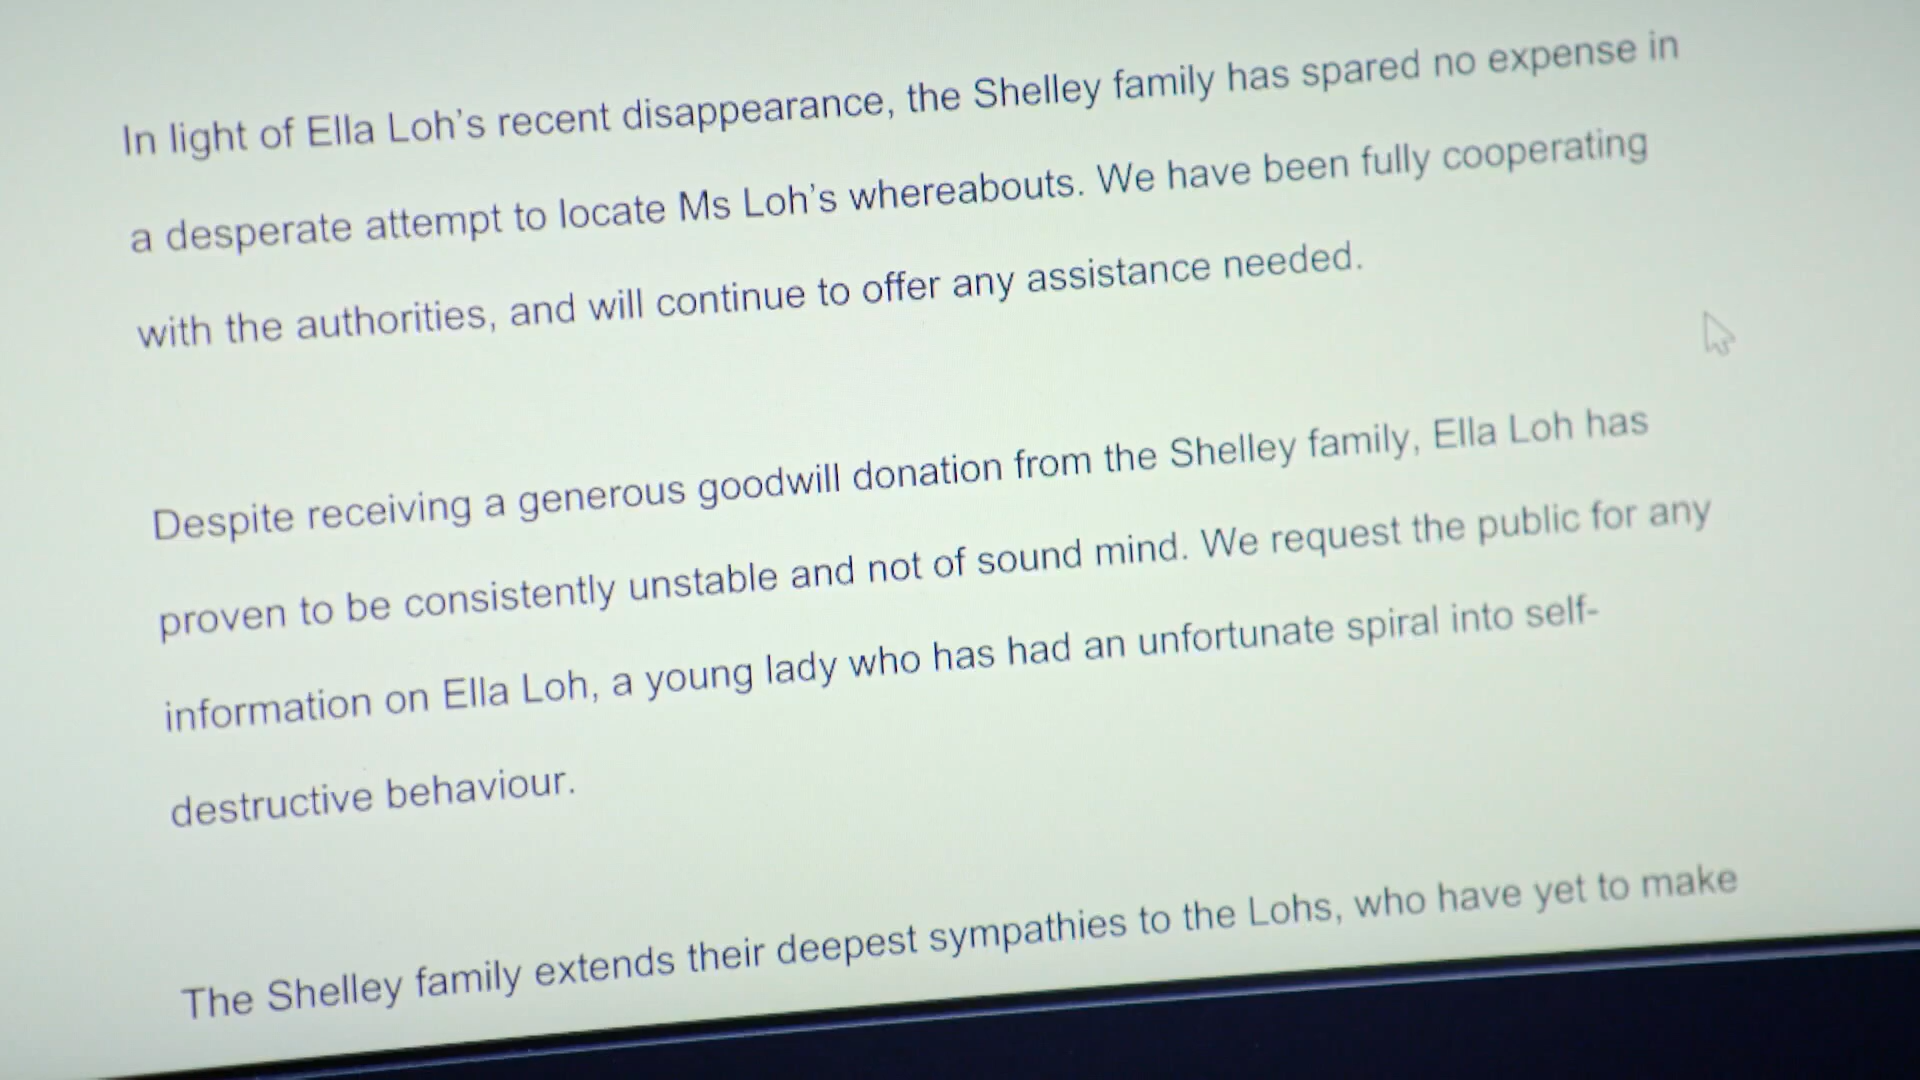 In light of Ella Loh's recent disappearance, the Shelley family has spared no expense in
a desperate attempt to locate Ms Loh's whereabouts. We have been fully cooperating
with the authorities, and will continue to offer any assistance needed.
Despite receiving a generous goodwill donation from the Shelley family, Ella Loh has
proven to be consistently unstable and not of sound mind. We request the public for any
information on Ella Loh, a young lady who has had an unfortunate spiral into self-
destructive behaviour.
The Shelley family extends their deepest sympathies to the Lohs, who have yet to make